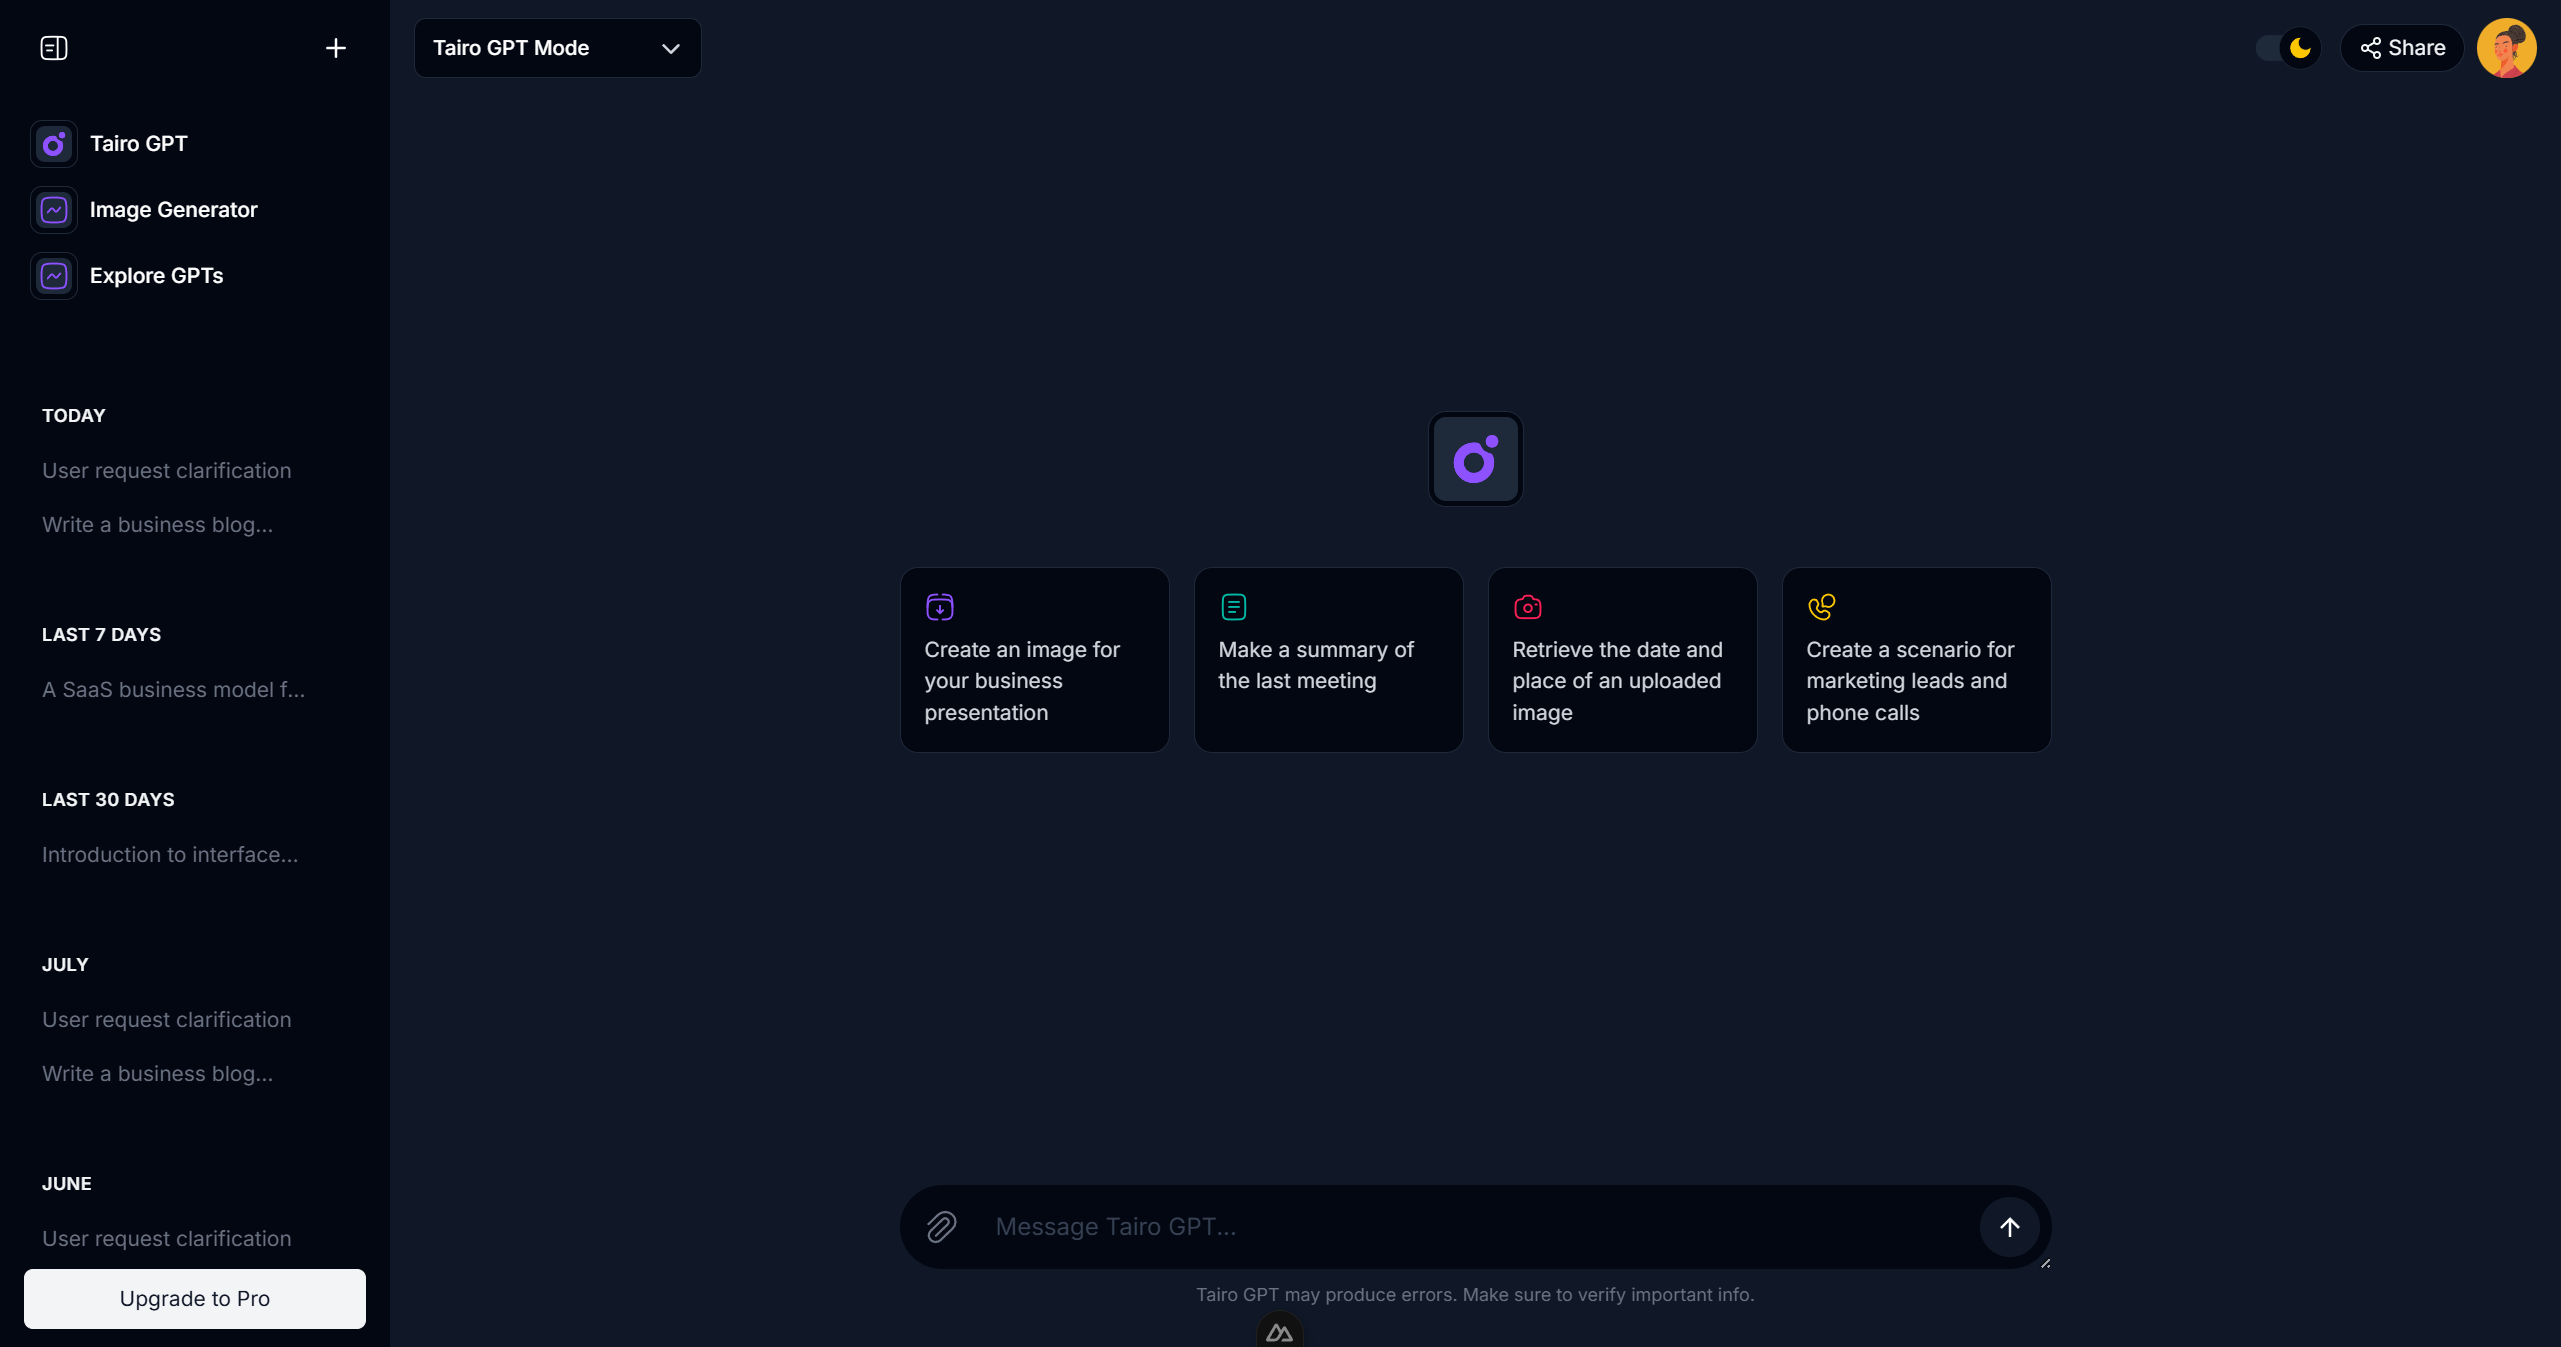 Tairo GPT
Image Generator
Explore GPTs
TODAY
User request clarification
Write a business blog...
LAST 7 DAYS
A SaaS business model f...
LAST 30 DAYS
Introduction to interface...
JULY
User request clarification
Write a business blog...
JUNE
User request clarification
Upgrade to Pro
Tairo GPT Mode
Share
Create an image for
your business
presentation
Make a summary of
the last meeting
Retrieve the date and
place of an uploaded
image
Create a scenario for
marketing leads and
phone calls
Message Tairo GPT...
Tairo GPT may produce errors. Make sure to verify important info.